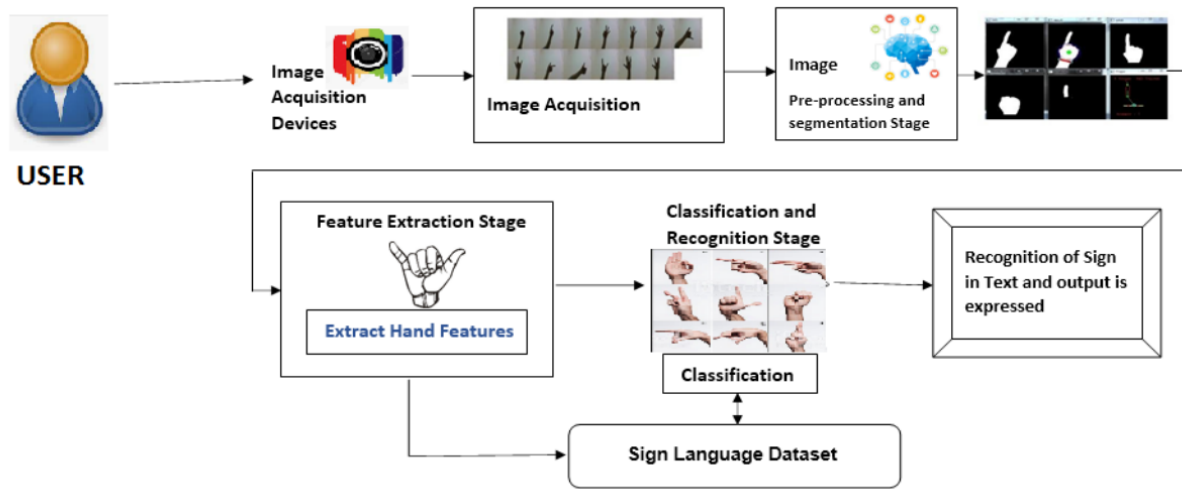 USER
Image
Acquisition
Devices
Image Acquisition
Image
Pre-processing and
segmentation Stage
Feature Extraction Stage
Extract Hand Features
Classification and
Recognition Stage
Classification
Recognition of Sign
in Text and output is
expressed
Sign Language Dataset